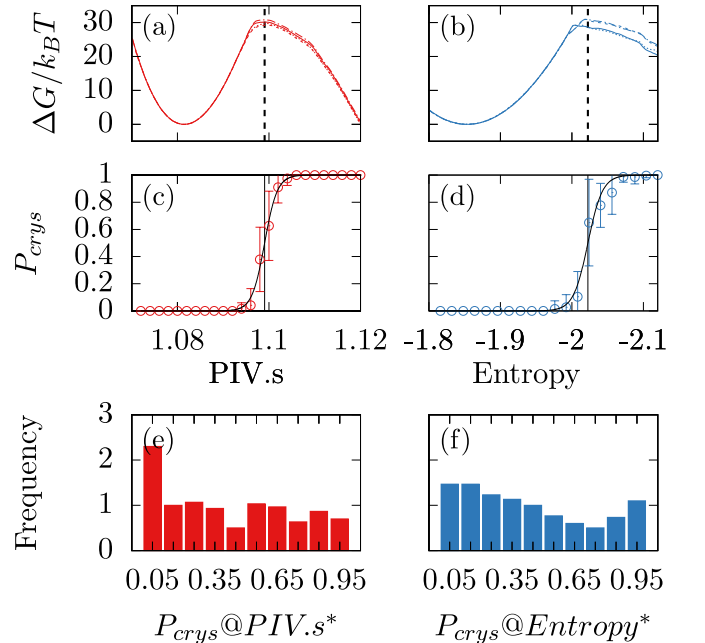 ΔG/k_BT
30
20
10
0
(a)
(b)
P_crys
1
0.8
0.6
0.4
0.2
0
(c)
(d)
1.08
1.1
1.12
-1.8
-1.9
-2
-2.1
PIV.s
Entropy
Frequency
3
2
1
0
(e)
(f)
0.05
0.35
0.65
0.95
0.05
0.35
0.65
0.95
P_crys@PIV.s*
P_crys@Entropy*